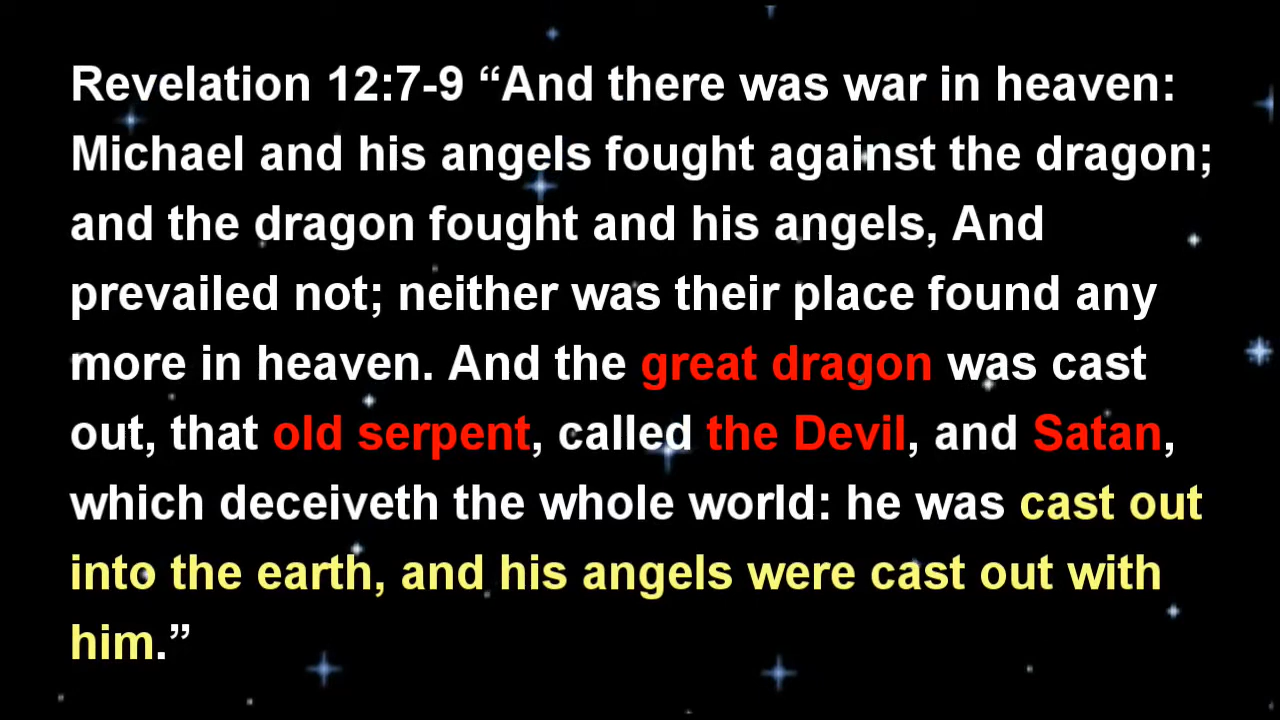 Revelation 12:7-9 “And there was war in heaven:
Michael and his angels fought against the dragon;
and the dragon fought and his angels, And
prevailed not; neither was their place found any
more in heaven. And the great dragon was cast
out, that old serpent, called the Devil, and Satan,
which deceiveth the whole world: he was cast out
into the earth, and his angels were cast out with
him.”